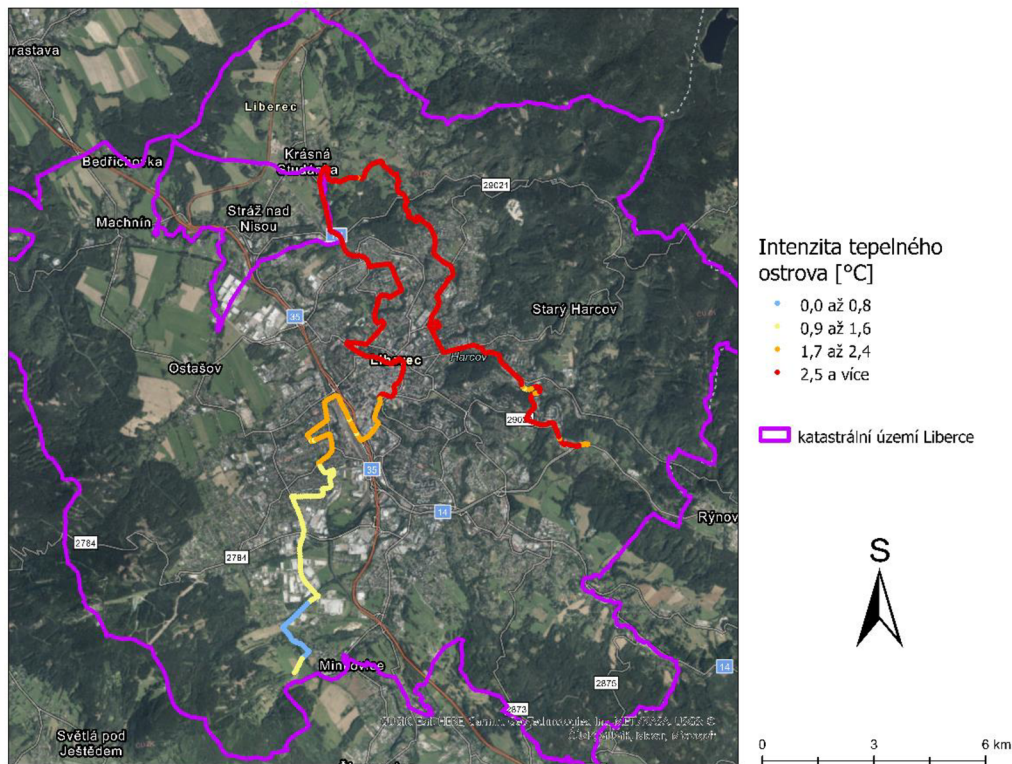 Liberec
Bedřichovka
Krásná
Studánka
29021
Machnín
Stráž nad
Nisou
35
Starý Harcov
Ostašov
Liberec
Harcov
35
14
Rýnov
2784
2784
Minkovice
14
2875
2873
Světlá pod
Ještědem
Intenzita tepelného
ostrova [°C]
0,0 až 0,8
0,9 až 1,6
1,7 až 2,4
2,5 a více
katastrální území Liberce
S
0 3 6 km